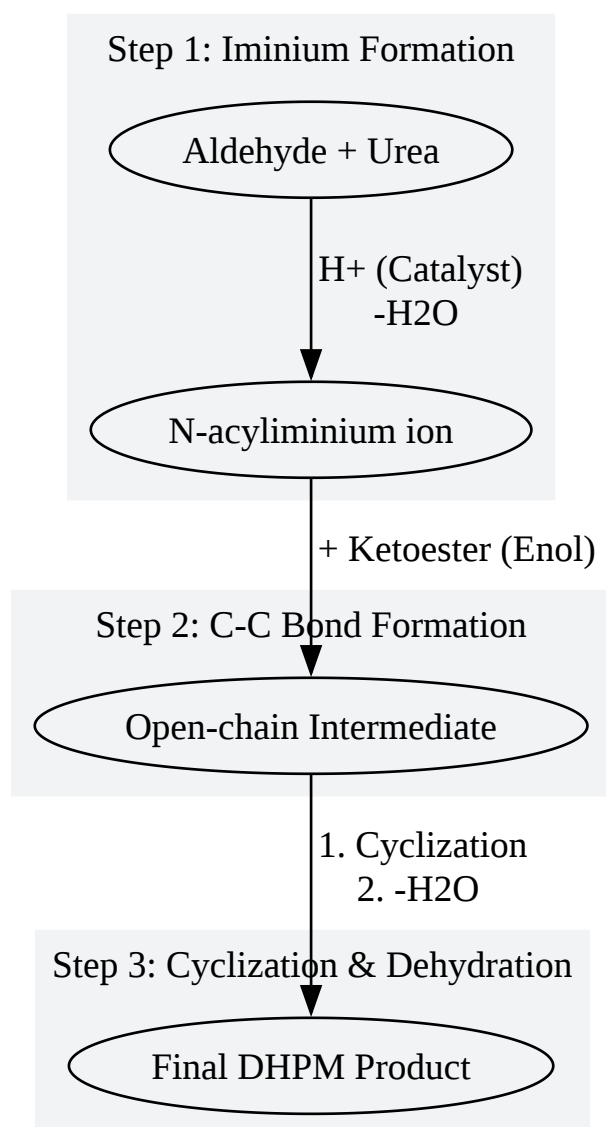 Step 1: Iminium Formation
Aldehyde + Urea
H+ (Catalyst)
-H2O
N-acyliminium ion
+ Ketoester (Enol)
Step 2: C-C Bond Formation
Open-chain Intermediate
1. Cyclization
2. -H2O
Step 3: Cyclization & Dehydration
Final DHPM Product